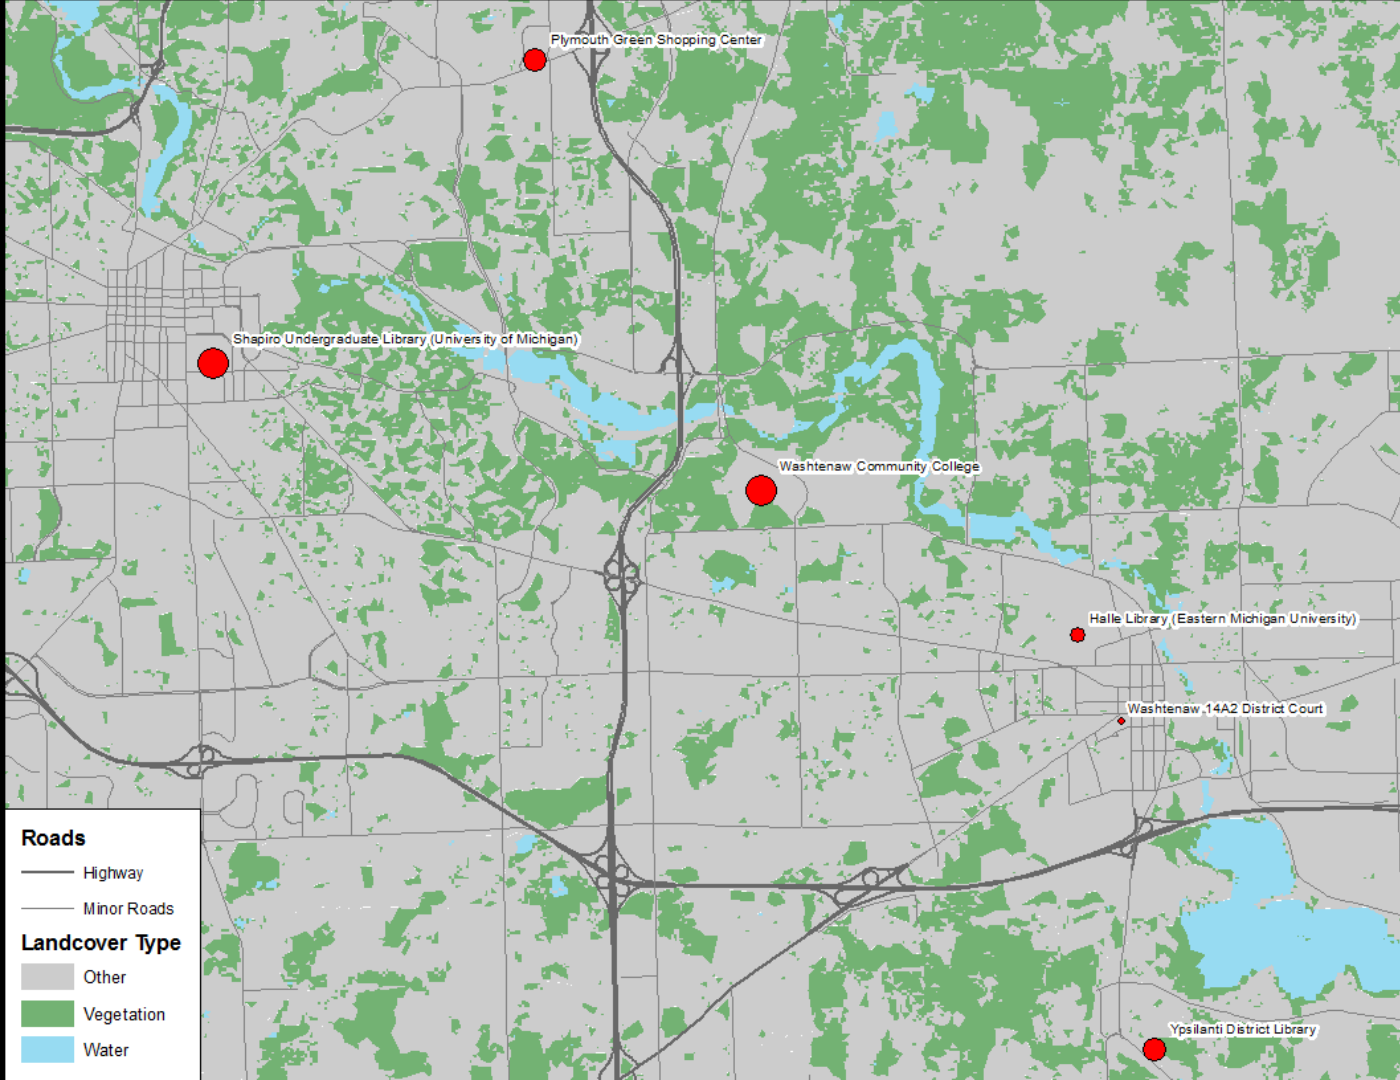 Plymouth Green Shopping Center
Shapiro Undergraduate Library (University of Michigan)
Washtenaw Community College
Halle Library (Eastern Michigan University)
Washtenaw 14A2 District Court
Roads
Highway
Minor Roads
Landcover Type
Other
Vegetation
Water
Ypsilanti District Library